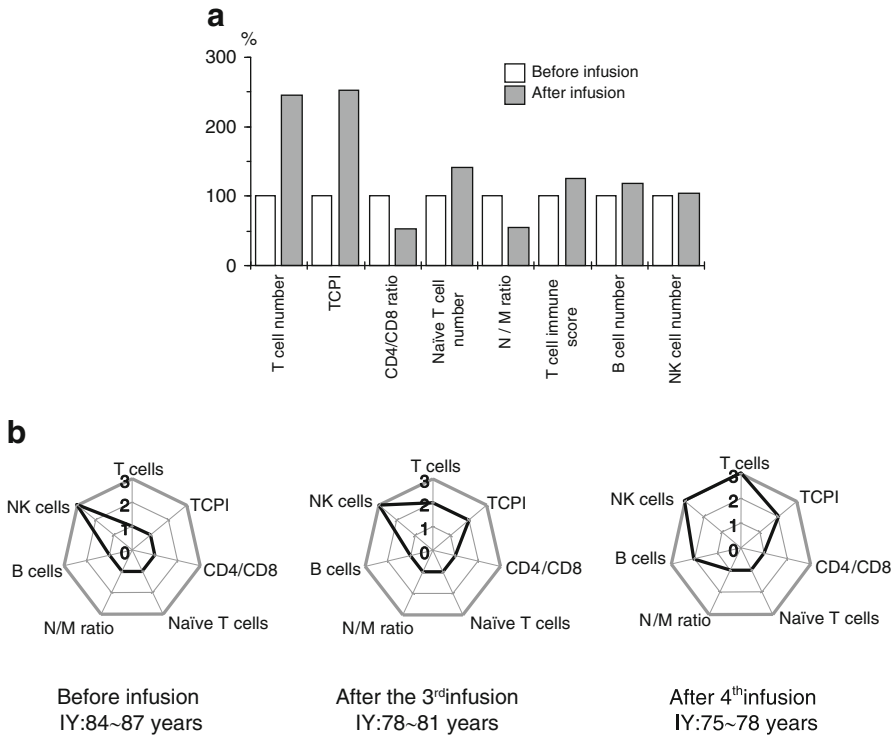 a
%
300
200
100
0
Before infusion
After infusion
T cell number
TCPI
CD4/CD8 ratio
Naïve T cell
number
N / M ratio
T cell immune
score
B cell number
NK cell number
b
T cells
3
2
1
0
NK cells
TCPI
B cells
CD4/CD8
N/M ratio
Naïve T cells
Before infusion
IY:84~87 years
T cells
3
2
1
0
NK cells
TCPI
B cells
CD4/CD8
N/M ratio
Naïve T cells
After the 3rdinfusion
IY:78~81 years
T cells
3
2
1
0
NK cells
TCPI
B cells
CD4/CD8
N/M ratio
Naïve T cells
After 4thinfusion
IY:75~78 years